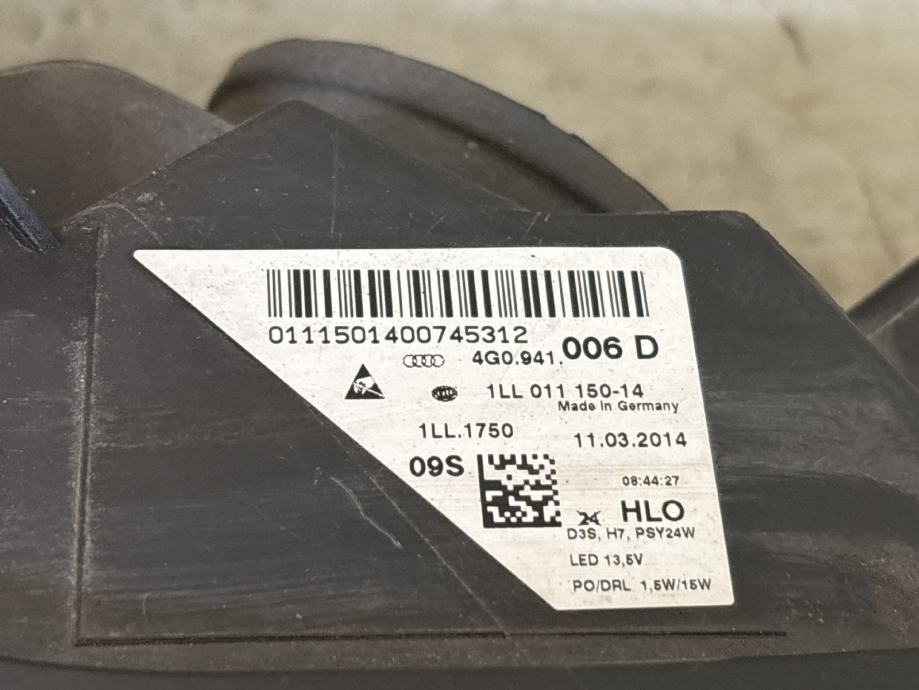 0111501400745312
4G0.941.006 D
1LL 011 150-14
Made in Germany
1LL.1750
11.03.2014
09S
08:44:27
HLO
D3S, H7, PSY24W
LED 13,5V
PO/DRL 1,5W/15W